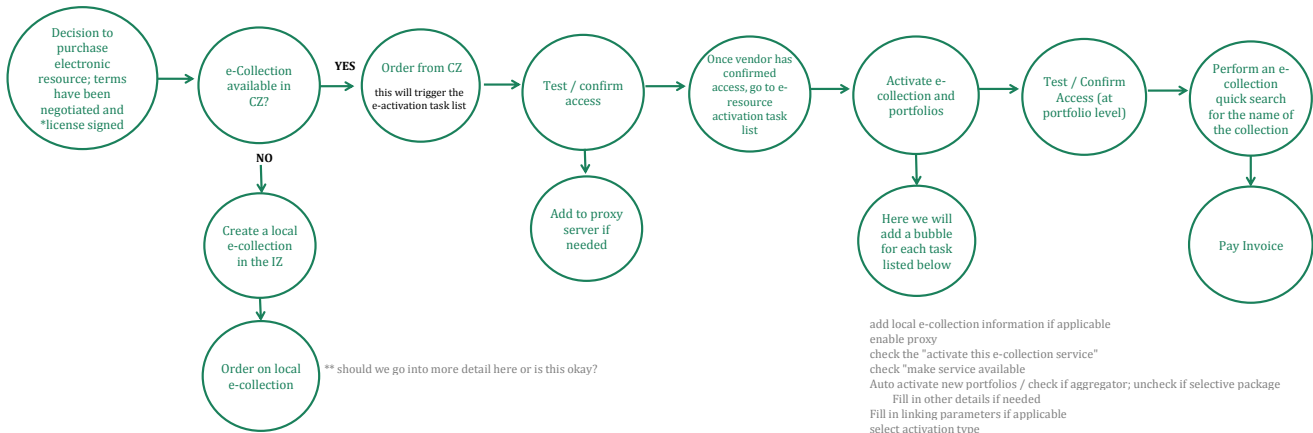 Decision to
purchase
electronic
resource; terms
have been
negotiated and
*license signed
e-Collection
available in
CZ?
YES
Order from CZ
this will trigger the
e-activation task list
Test / confirm
access
Once vendor has
confirmed
access, go to e-
resource
activation task
list
Activate e-
collection and
portfolios
Test / Confirm
Access (at
portfolio level)
Perform an e-
collection
quick search
for the name of
the collection
NO
Create a local
e-collection
in the IZ
Add to proxy
server if
needed
Here we will
add a bubble
for each task
listed below
Pay Invoice
Order on local
e-collection
** should we go into more detail here or is this okay?
add local e-collection information if applicable
enable proxy
check the "activate this e-collection service"
check "make service available
Auto activate new portfolios / check if aggregator; uncheck if selective package
Fill in other details if needed
Fill in linking parameters if applicable
select activation type